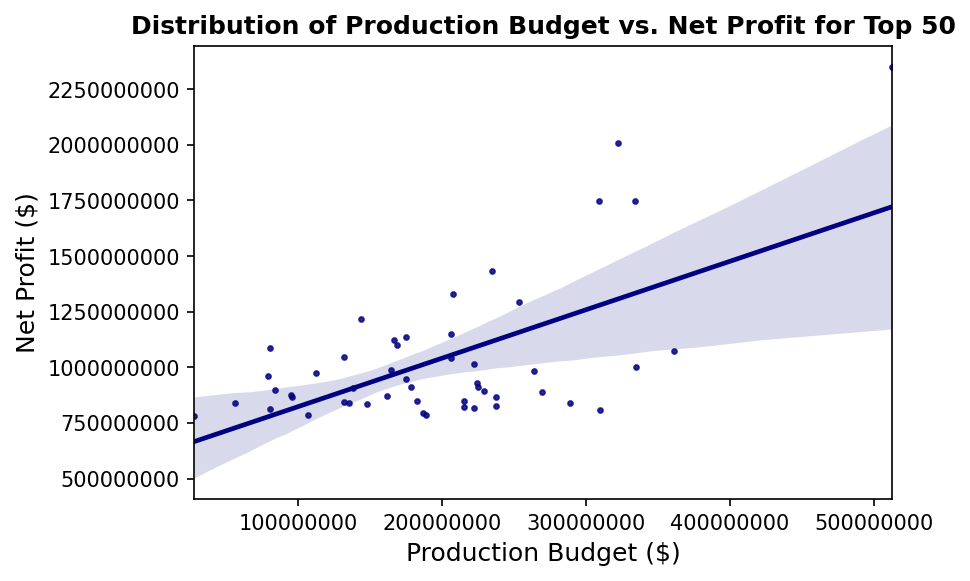 Distribution of Production Budget vs. Net Profit for Top 50
Net Profit ($)
2250000000
2000000000
1750000000
1500000000
1250000000
1000000000
750000000
500000000
100000000 200000000 300000000 400000000 500000000
Production Budget ($)